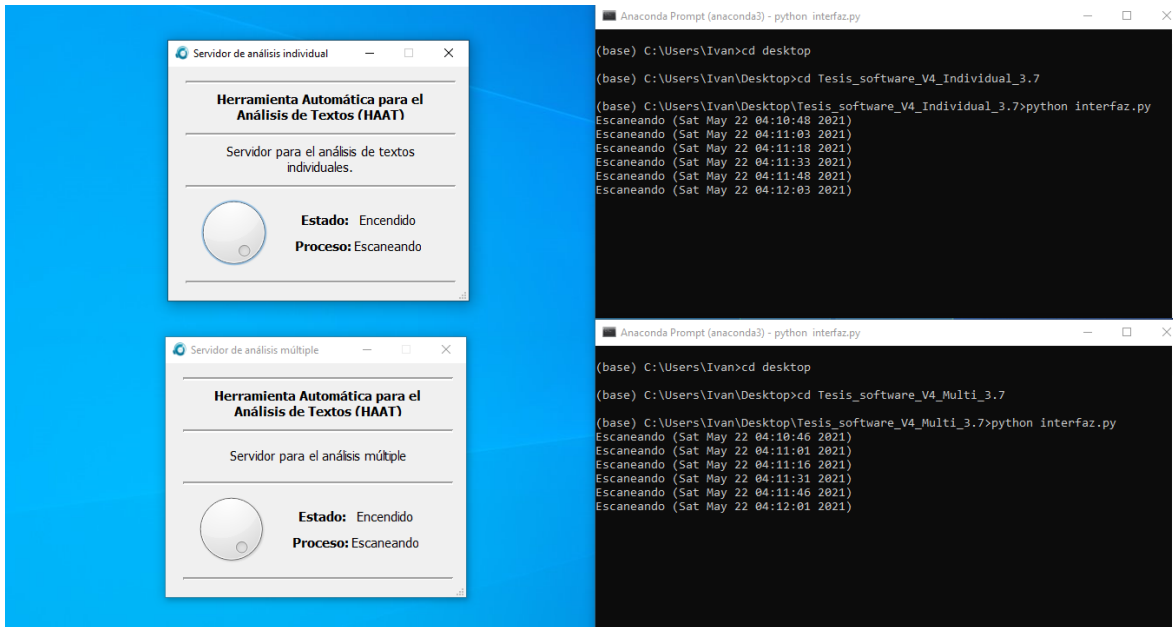 Servidor de análisis individual
Herramienta Automática para el
Análisis de Textos (HAAT)
Servidor para el análisis de textos
individuales.
Estado: Encendido
Proceso: Escaneando
Servidor de análisis múltiple
Herramienta Automática para el
Análisis de Textos (HAAT)
Servidor para el análisis múltiple
Estado: Encendido
Proceso: Escaneando
Anaconda Prompt (anaconda3) - python interfaz.py
(base) C:\Users\Ivan>cd desktop
(base) C:\Users\Ivan\Desktop>cd Tesis_software_V4_Individual_3.7
(base) C:\Users\Ivan\Desktop\Tesis_software_V4_Individual_3.7>python interfaz.py
Escaneando (Sat May 22 04:10:48 2021)
Escaneando (Sat May 22 04:11:03 2021)
Escaneando (Sat May 22 04:11:18 2021)
Escaneando (Sat May 22 04:11:33 2021)
Escaneando (Sat May 22 04:11:48 2021)
Escaneando (Sat May 22 04:12:03 2021)
Anaconda Prompt (anaconda3) - python interfaz.py
(base) C:\Users\Ivan>cd desktop
(base) C:\Users\Ivan\Desktop>cd Tesis_software_V4_Multi_3.7
(base) C:\Users\Ivan\Desktop\Tesis_software_V4_Multi_3.7>python interfaz.py
Escaneando (Sat May 22 04:10:46 2021)
Escaneando (Sat May 22 04:11:01 2021)
Escaneando (Sat May 22 04:11:16 2021)
Escaneando (Sat May 22 04:11:31 2021)
Escaneando (Sat May 22 04:11:46 2021)
Escaneando (Sat May 22 04:12:01 2021)